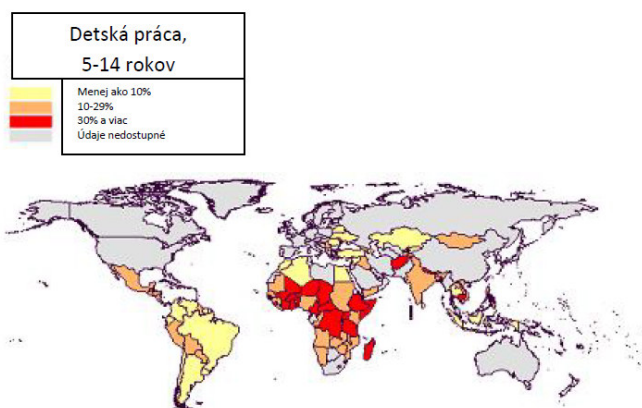 Detská práca,
5-14 rokov
Menej ako 10%
10-29%
30% a viac
Údaje nedostupné